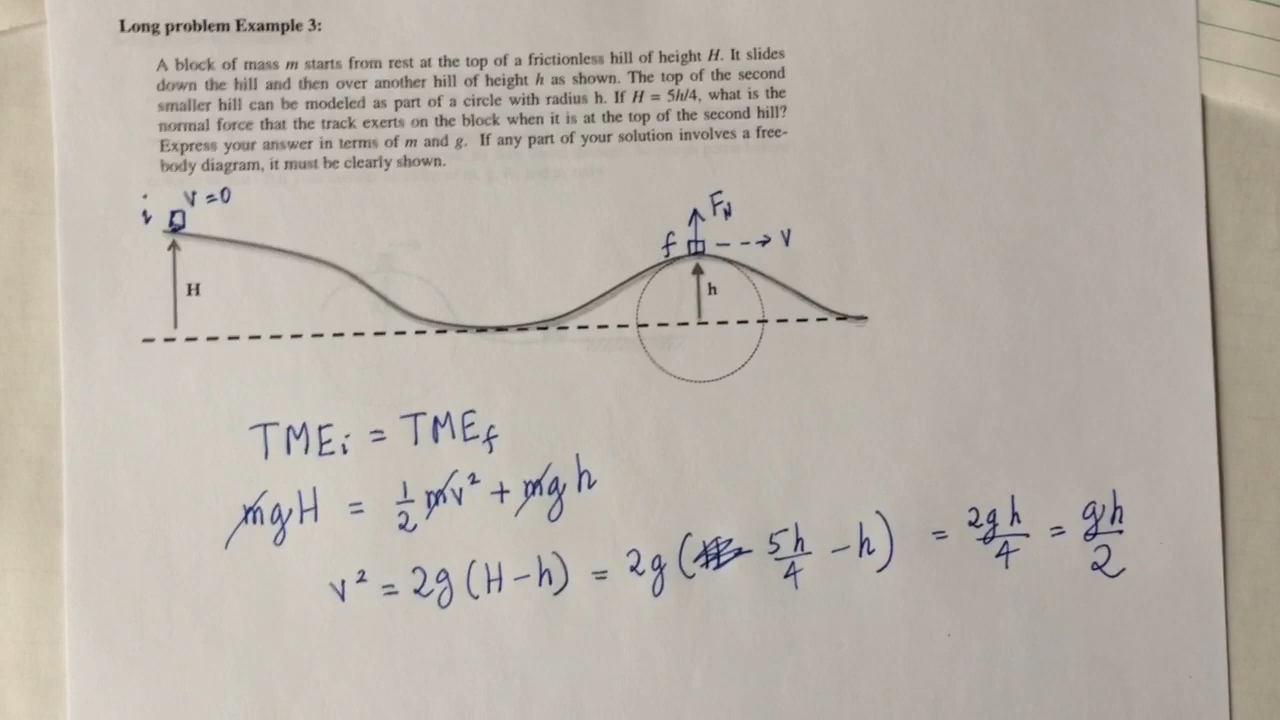 Long problem Example 3:
A block of mass m starts from rest at the top of a frictionless hill of height H. It slides
down the hill and then over another hill of height h as shown. The top of the second
smaller hill can be modeled as part of a circle with radius h. If H = 5h/4, what is the
normal force that the track exerts on the block when it is at the top of the second hill?
Express your answer in terms of m and g. If any part of your solution involves a free-
body diagram, it must be clearly shown.
i V=0
F_N
f v
H
h
TME_i = TME_f
mgH = 1/2 mv² + mgh
v² = 2g(H-h) = 2g( 5h/4 - h) = 2gh/4 = gh/2